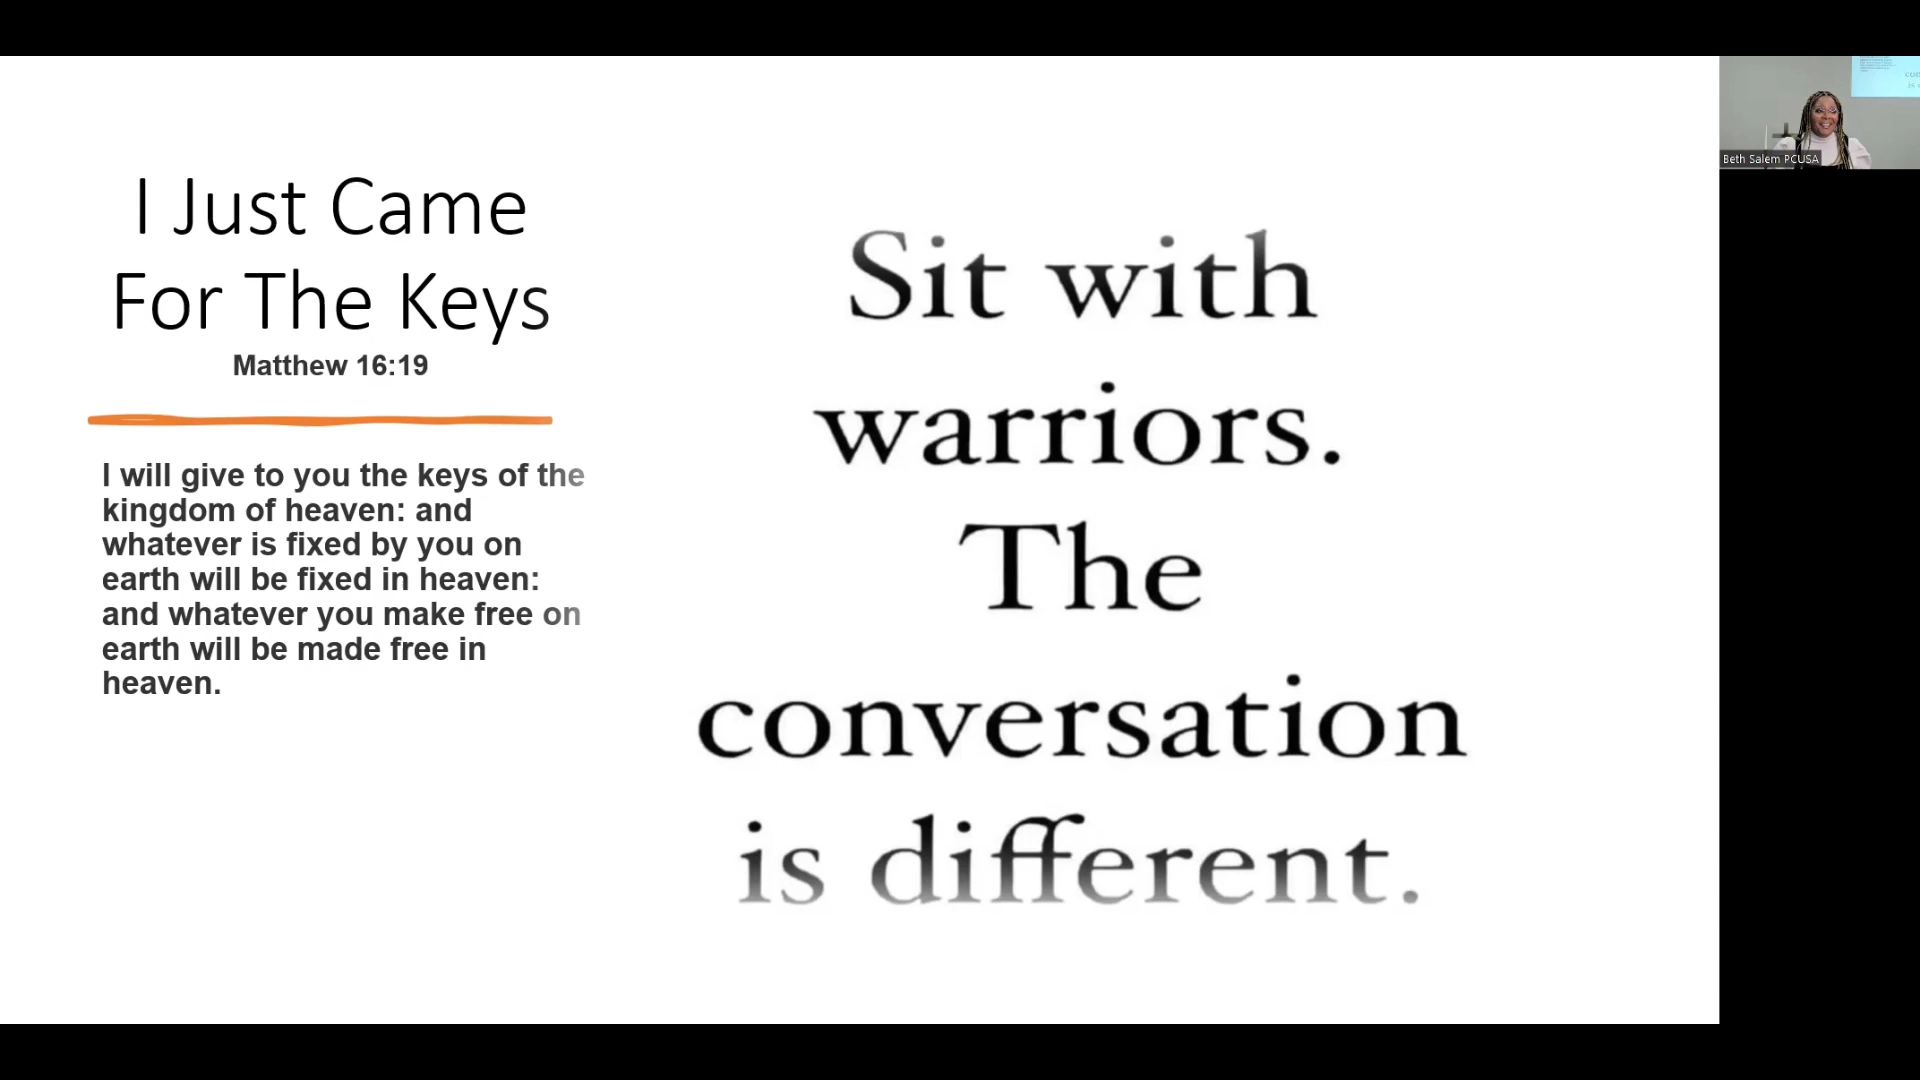 I Just Came
For The Keys
Matthew 16:19
I will give to you the keys of the
kingdom of heaven: and
whatever is fixed by you on
earth will be fixed in heaven:
and whatever you make free on
earth will be made free in
heaven.
Sit with
warriors.
The
conversation
is different.
Beth Salem PCUSA